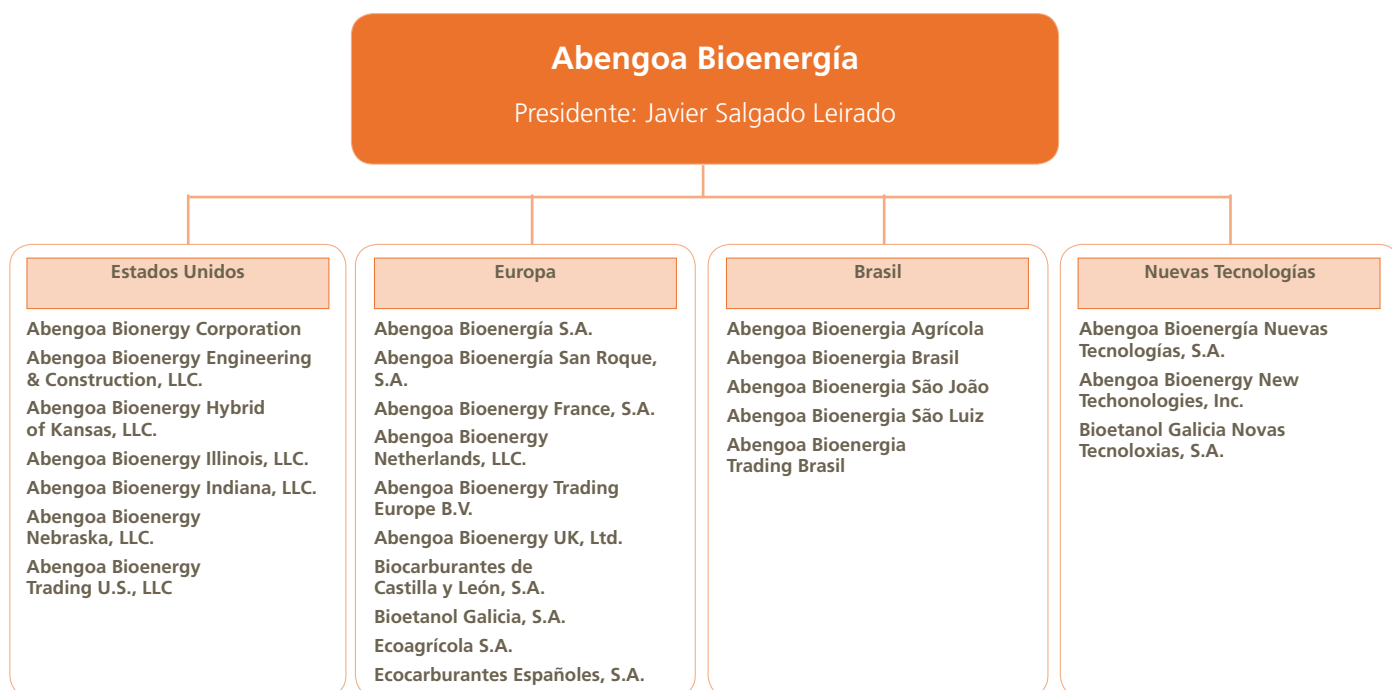 Abengoa Bioenergía
Presidente: Javier Salgado Leirado
Estados Unidos
Abengoa Bionergy Corporation
Abengoa Bioenergy Engineering
& Construction, LLC.
Abengoa Bioenergy Hybrid
of Kansas, LLC.
Abengoa Bioenergy Illinois, LLC.
Abengoa Bioenergy Indiana, LLC.
Abengoa Bioenergy
Nebraska, LLC.
Abengoa Bioenergy
Trading U.S., LLC
Europa
Abengoa Bioenergía S.A.
Abengoa Bioenergía San Roque,
S.A.
Abengoa Bioenergy France, S.A.
Abengoa Bioenergy
Netherlands, LLC.
Abengoa Bioenergy Trading
Europe B.V.
Abengoa Bioenergy UK, Ltd.
Biocarburantes de
Castilla y León, S.A.
Bioetanol Galicia, S.A.
Ecoagrícola S.A.
Ecocarburantes Españoles, S.A.
Brasil
Abengoa Bioenergia Agrícola
Abengoa Bioenergia Brasil
Abengoa Bioenergia São João
Abengoa Bioenergia São Luiz
Abengoa Bioenergia
Trading Brasil
Nuevas Tecnologías
Abengoa Bioenergía Nuevas
Tecnologías, S.A.
Abengoa Bioenergy New
Techonologies, Inc.
Bioetanol Galicia Novas
Tecnoloxias, S.A.